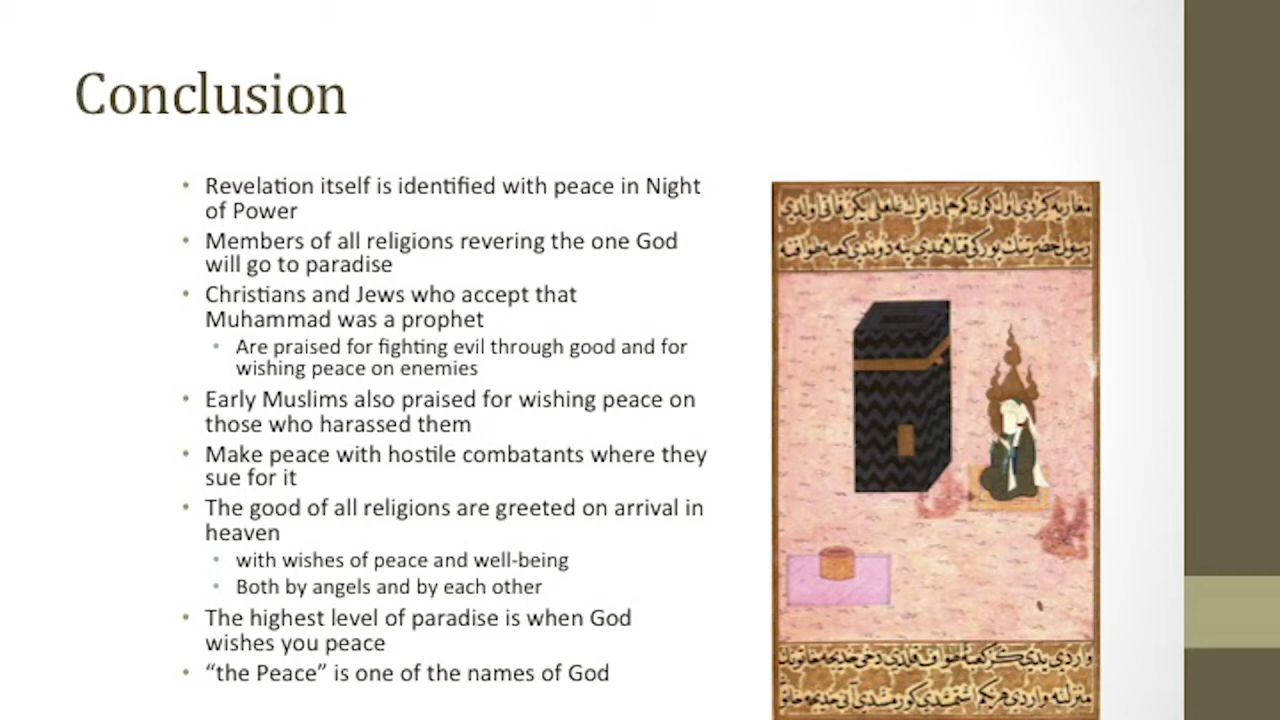 Conclusion
• Revelation itself is identified with peace in Night
of Power
• Members of all religions revering the one God
will go to paradise
• Christians and Jews who accept that
Muhammad was a prophet
• Are praised for fighting evil through good and for
wishing peace on enemies
• Early Muslims also praised for wishing peace on
those who harassed them
• Make peace with hostile combatants where they
sue for it
• The good of all religions are greeted on arrival in
heaven
• with wishes of peace and well-being
• Both by angels and by each other
• The highest level of paradise is when God
wishes you peace
• “the Peace” is one of the names of God